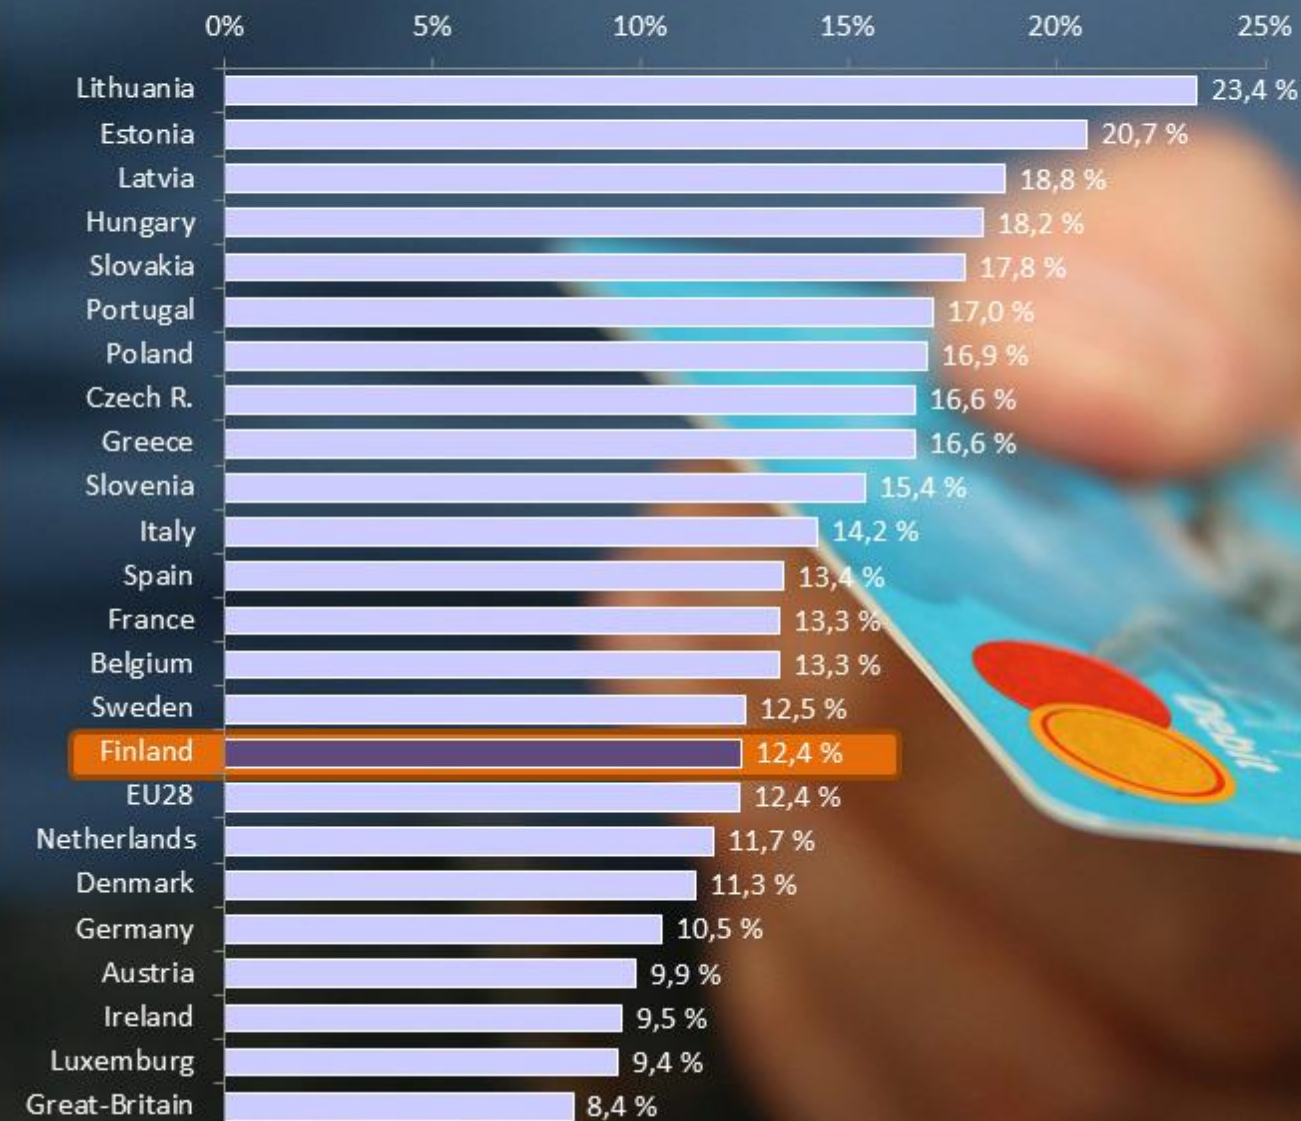 0% 5% 10% 15% 20% 25%
Lithuania 23,4 %
Estonia 20,7 %
Latvia 18,8 %
Hungary 18,2 %
Slovakia 17,8 %
Portugal 17,0 %
Poland 16,9 %
Czech R. 16,6 %
Greece 16,6 %
Slovenia 15,4 %
Italy 14,2 %
Spain 13,4 %
France 13,3 %
Belgium 13,3 %
Sweden 12,5 %
Finland 12,4 %
EU28 12,4 %
Netherlands 11,7 %
Denmark 11,3 %
Germany 10,5 %
Austria 9,9 %
Ireland 9,5 %
Luxemburg 9,4 %
Great-Britain 8,4 %
Debit